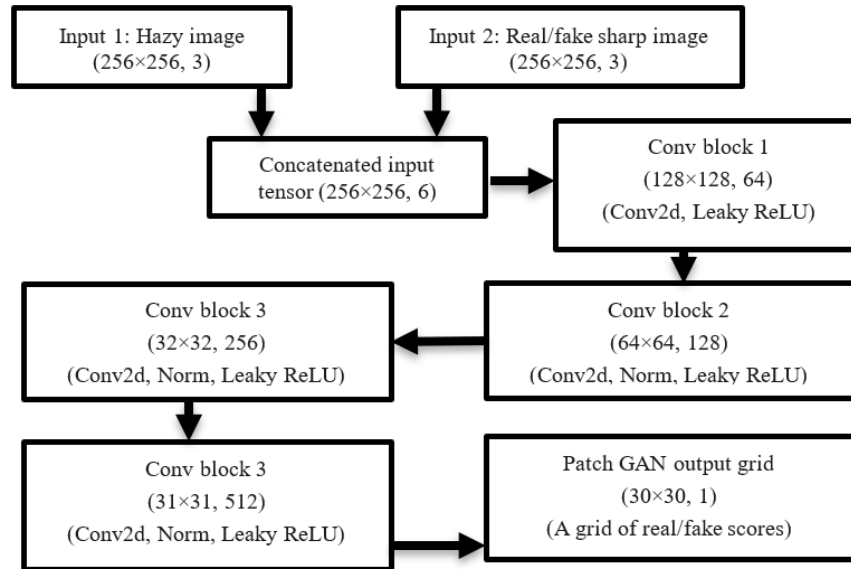 Input 1: Hazy image
(256×256, 3)
Input 2: Real/fake sharp image
(256×256, 3)
Concatenated input
tensor (256×256, 6)
Conv block 1
(128×128, 64)
(Conv2d, Leaky ReLU)
Conv block 2
(64×64, 128)
(Conv2d, Norm, Leaky ReLU)
Conv block 3
(32×32, 256)
(Conv2d, Norm, Leaky ReLU)
Conv block 3
(31×31, 512)
(Conv2d, Norm, Leaky ReLU)
Patch GAN output grid
(30×30, 1)
(A grid of real/fake scores)